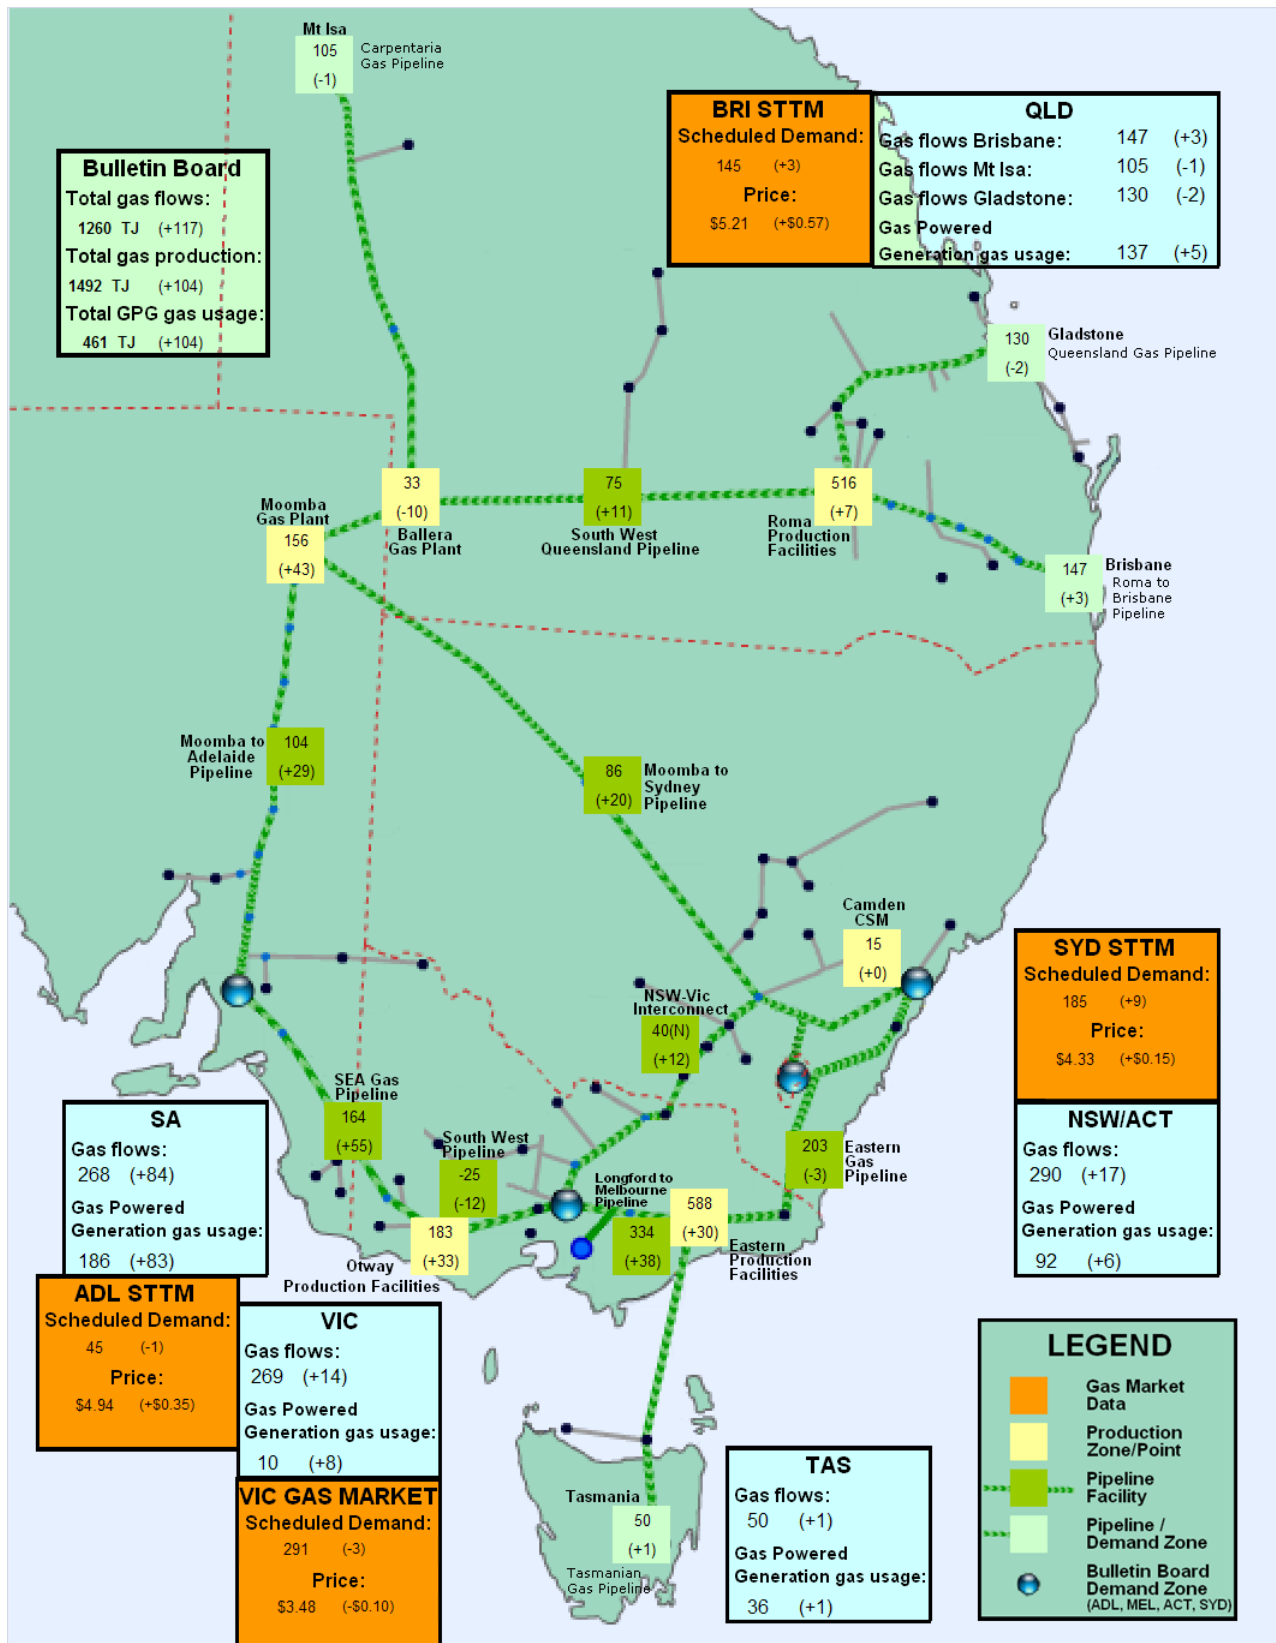 Mt Isa
105
(-1)
Carpentaria
Gas Pipeline
BRI STTM
Scheduled Demand:
145 (+3)
Price:
$5.21 (+$0.57)
QLD
Gas flows Brisbane: 147 (+3)
Gas flows Mt Isa: 105 (-1)
Gas flows Gladstone: 130 (-2)
Gas Powered
Generation gas usage: 137 (+5)
Bulletin Board
Total gas flows:
1260 TJ (+117)
Total gas production:
1492 TJ (+104)
Total GPG gas usage:
461 TJ (+104)
130
(-2)
Gladstone
Queensland Gas Pipeline
33
(-10)
Ballera
Gas Plant
75
(+11)
South West
Queensland Pipeline
516
(+7)
Roma
Production
Facilities
Moomba
Gas Plant
156
(+43)
147
(+3)
Brisbane
Roma to
Brisbane
Pipeline
Moomba to
Adelaide
Pipeline
104
(+29)
86
(+20)
Moomba to
Sydney
Pipeline
Camden
CSM
15
(+0)
SYD STTM
Scheduled Demand:
185 (+9)
Price:
$4.33 (+$0.15)
NSW-Vic
Interconnect
40(N)
(+12)
SEA Gas
Pipeline
164
(+55)
South West
Pipeline
-25
(-12)
Longford to
Melbourne
Pipeline
334
(+38)
588
(+30)
Eastern
Production
Facilities
203
(-3)
Eastern
Gas
Pipeline
NSW/ACT
Gas flows:
290 (+17)
Gas Powered
Generation gas usage:
92 (+6)
SA
Gas flows:
268 (+84)
Gas Powered
Generation gas usage:
186 (+83)
183
(+33)
Otway
Production Facilities
ADL STTM
Scheduled Demand:
45 (-1)
Price:
$4.94 (+$0.35)
VIC
Gas flows:
269 (+14)
Gas Powered
Generation gas usage:
10 (+8)
VIC GAS MARKET
Scheduled Demand:
291 (-3)
Price:
$3.48 (-$0.10)
Tasmania
50
(+1)
Tasmanian
Gas Pipeline
TAS
Gas flows:
50 (+1)
Gas Powered
Generation gas usage:
36 (+1)
LEGEND
Gas Market
Data
Production
Zone/Point
Pipeline
Facility
Pipeline /
Demand Zone
Bulletin Board
Demand Zone
(ADL, MEL, ACT, SYD)